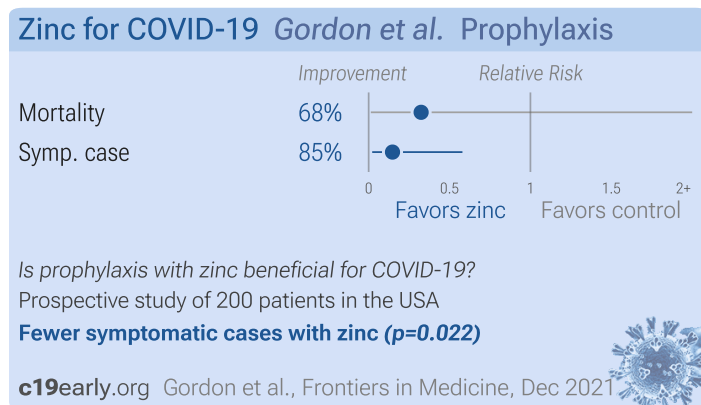 Zinc for COVID-19 Gordon et al. Prophylaxis
Improvement Relative Risk
Mortality 68%
Symp. case 85%
0 0.5 1 1.5 2+
Favors zinc Favors control
Is prophylaxis with zinc beneficial for COVID-19?
Prospective study of 200 patients in the USA
Fewer symptomatic cases with zinc (p=0.022)
c19early.org Gordon et al., Frontiers in Medicine, Dec 2021